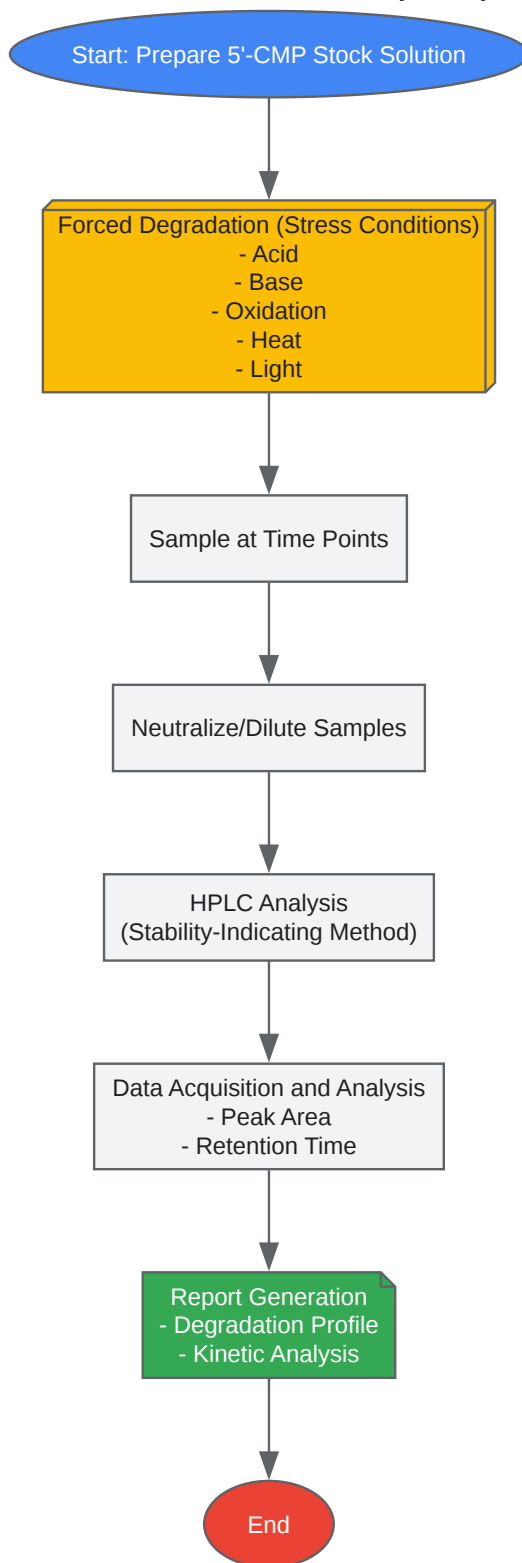 Start: Prepare 5'-CMP Stock Solution
Forced Degradation (Stress Conditions)
- Acid
- Base
- Oxidation
- Heat
- Light
Sample at Time Points
Neutralize/Dilute Samples
HPLC Analysis
(Stability-Indicating Method)
Data Acquisition and Analysis
- Peak Area
- Retention Time
Report Generation
- Degradation Profile
- Kinetic Analysis
End